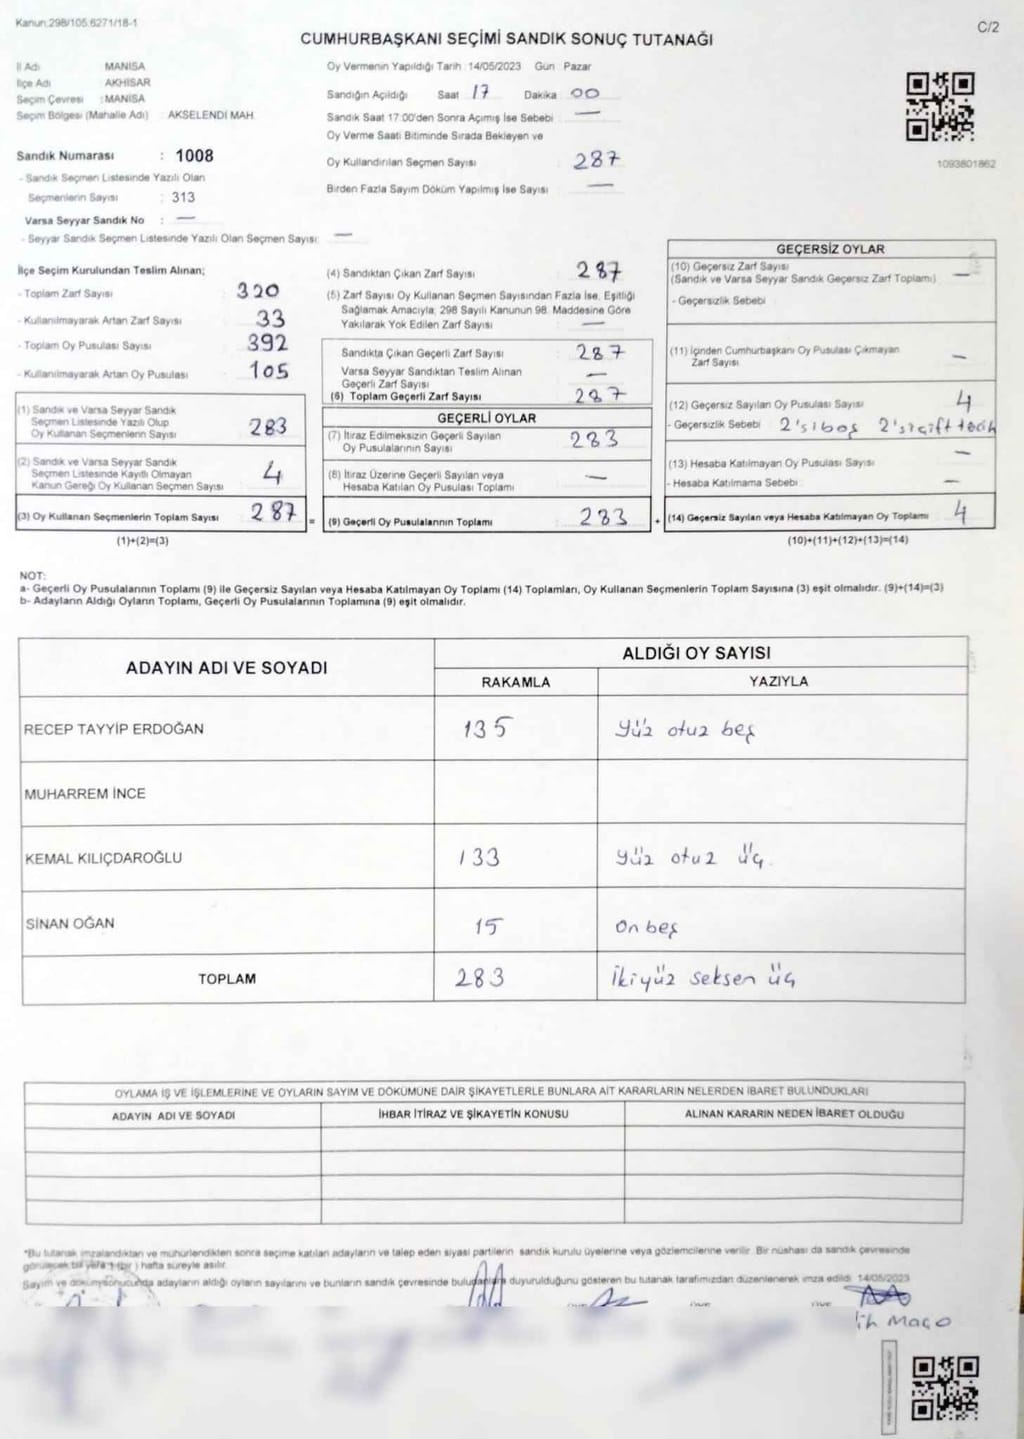 Kanun:298/105,6271/18-1
C/2
CUMHURBAŞKANI SEÇİMİ SANDIK SONUÇ TUTANAĞI
İl Adı MANİSA
İlçe Adı AKHİSAR
Seçim Çevresi : MANİSA
Seçim Bölgesi (Mahalle Adı) : AKSELENDİ MAH.
Sandık Numarası : 1008
- Sandık Seçmen Listesinde Yazılı Olan
Seçmenlerin Sayısı : 313
Varsa Seyyar Sandık No : —
- Seyyar Sandık Seçmen Listesinde Yazılı Olan Seçmen Sayısı: —
Oy Vermenin Yapıldığı Tarih : 14/05/2023 Gün : Pazar
Sandığın Açıldığı Saat 17 Dakika 00
Sandık Saat 17:00'den Sonra Açılmış İse Sebebi : —
Oy Verme Saati Bitiminde Sırada Bekleyen ve
Oy Kullandırılan Seçmen Sayısı : 287
Birden Fazla Sayım Döküm Yapılmış İse Sayısı : —
1093801862
İlçe Seçim Kurulundan Teslim Alınan;
- Toplam Zarf Sayısı : 320
- Kullanılmayarak Artan Zarf Sayısı : 33
- Toplam Oy Pusulası Sayısı : 392
- Kullanılmayarak Artan Oy Pusulası : 105
(1) Sandık ve Varsa Seyyar Sandık
Seçmen Listesinde Yazılı Olup
Oy Kullanan Seçmenlerin Sayısı : 283
(2) Sandık ve Varsa Seyyar Sandık
Seçmen Listesinde Kayıtlı Olmayan
Kanun Gereği Oy Kullanan Seçmen Sayısı : 4
(3) Oy Kullanan Seçmenlerin Toplam Sayısı : 287
(1)+(2)=(3)
(4) Sandıktan Çıkan Zarf Sayısı : 287
(5) Zarf Sayısı Oy Kullanan Seçmen Sayısından Fazla İse, Eşitliği
Sağlamak Amacıyla; 298 Sayılı Kanunun 98. Maddesine Göre
Yakılarak Yok Edilen Zarf Sayısı : —
Sandıkta Çıkan Geçerli Zarf Sayısı : 287
Varsa Seyyar Sandıktan Teslim Alınan
Geçerli Zarf Sayısı : —
(6) Toplam Geçerli Zarf Sayısı : 287
GEÇERLİ OYLAR
(7) İtiraz Edilmeksizin Geçerli Sayılan
Oy Pusulalarının Sayısı : 283
(8) İtiraz Üzerine Geçerli Sayılan veya
Hesaba Katılan Oy Pusulası Toplamı : —
= (9) Geçerli Oy Pusulalarının Toplamı : 283 +
GEÇERSİZ OYLAR
(10) Geçersiz Zarf Sayısı
(Sandık ve Varsa Seyyar Sandık Geçersiz Zarf Toplamı) : —
- Geçersizlik Sebebi
(11) İçinden Cumhurbaşkanı Oy Pusulası Çıkmayan
Zarf Sayısı : —
(12) Geçersiz Sayılan Oy Pusulası Sayısı : 4
- Geçersizlik Sebebi : 2'si boş 2'si çift tercih
(13) Hesaba Katılmayan Oy Pusulası Sayısı : —
- Hesaba Katılmama Sebebi : —
(14) Geçersiz Sayılan veya Hesaba Katılmayan Oy Toplamı : 4
(10)+(11)+(12)+(13)=(14)
NOT:
a- Geçerli Oy Pusulalarının Toplamı (9) ile Geçersiz Sayılan veya Hesaba Katılmayan Oy Toplamı (14) Toplamları, Oy Kullanan Seçmenlerin Toplam Sayısına (3) eşit olmalıdır. (9)+(14)=(3)
b- Adayların Aldığı Oyların Toplamı, Geçerli Oy Pusulalarının Toplamına (9) eşit olmalıdır.
ADAYIN ADI VE SOYADI ALDIĞI OY SAYISI
RAKAMLA YAZIYLA
RECEP TAYYİP ERDOĞAN 135 yüz otuz beş
MUHARREM İNCE
KEMAL KILIÇDAROĞLU 133 yüz otuz üç
SİNAN OĞAN 15 on beş
TOPLAM 283 ikiyüz seksen üç
OYLAMA İŞ VE İŞLEMLERİNE VE OYLARIN SAYIM VE DÖKÜMÜNE DAİR ŞİKAYETLERLE BUNLARA AİT KARARLARIN NELERDEN İBARET BULUNDUKLARI
ADAYIN ADI VE SOYADI İHBAR İTİRAZ VE ŞİKAYETİN KONUSU ALINAN KARARIN NEDEN İBARET OLDUĞU
*Bu tutanak imzalandıktan ve mühürlendikten sonra seçime katılan adayların ve talep eden siyasi partilerin sandık kurulu üyelerine veya gözlemcilerine verilir. Bir nüshası da sandık çevresinde
görülecek bir yere 1 (bir) hafta süreyle asılır.
Sayım ve döküm sonucunda adayların aldığı oyların sayılarını ve bunların sandık çevresinde bulunanlara duyurulduğunu gösteren bu tutanak tarafımızdan düzenlenerek imza edildi. 14/05/2023